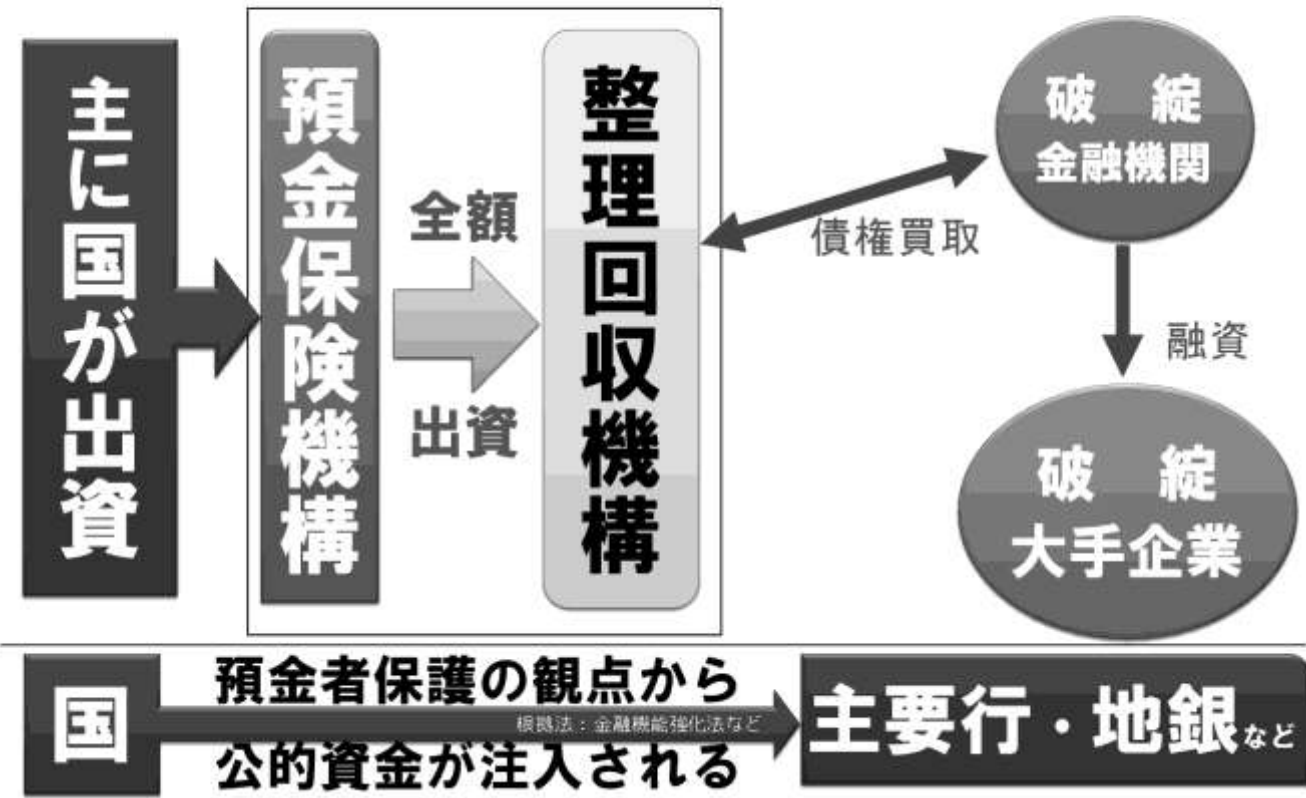 主に国が出資
預金保険機構
全額
出資
整理回収機構
債権買取
破綻
金融機関
融資
破綻
大手企業
国
預金者保護の観点から
根拠法：金融機能強化法など
公的資金が注入される
主要行・地銀など